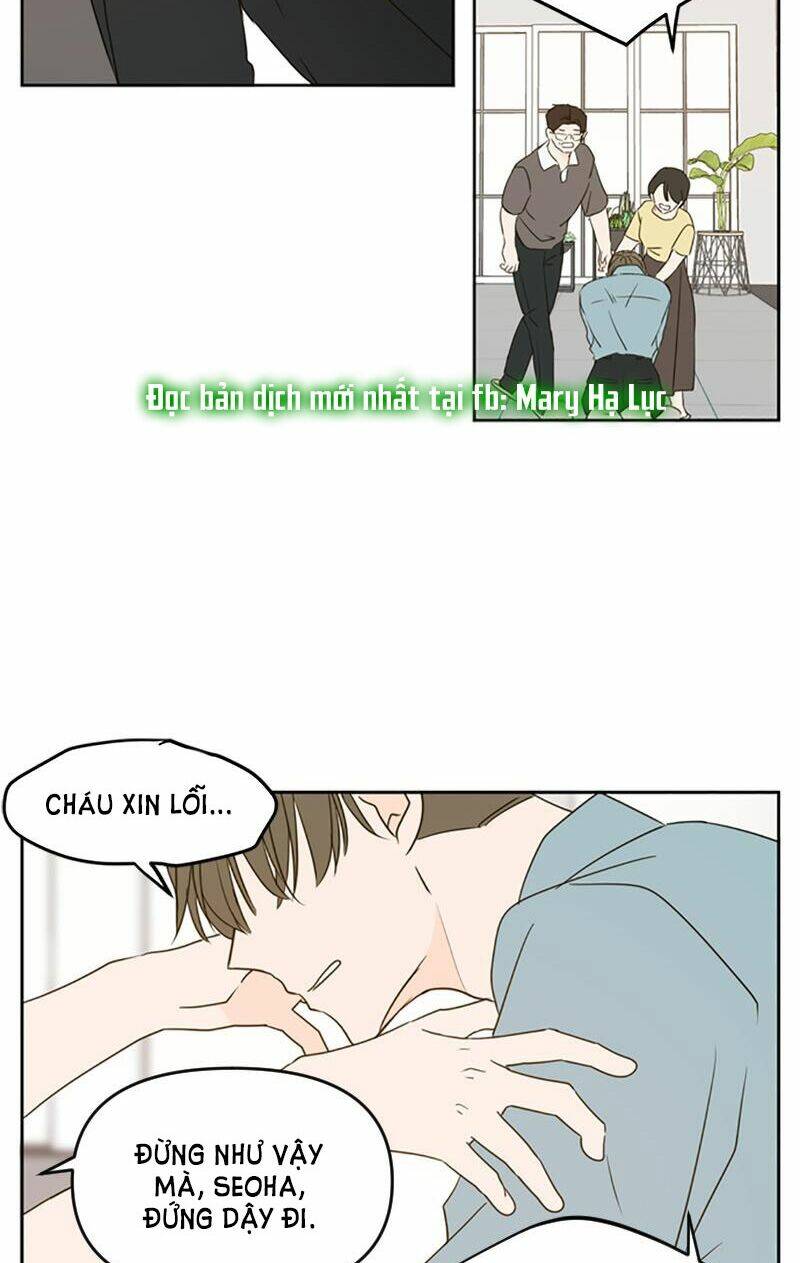 Đọc bản dịch mới nhất tại fb: Mary Hạ Lục
CHÁU XIN LỖI...
ĐỪNG NHƯ VẬY
MÀ, SEOHA,
ĐỨNG DẬY ĐI.